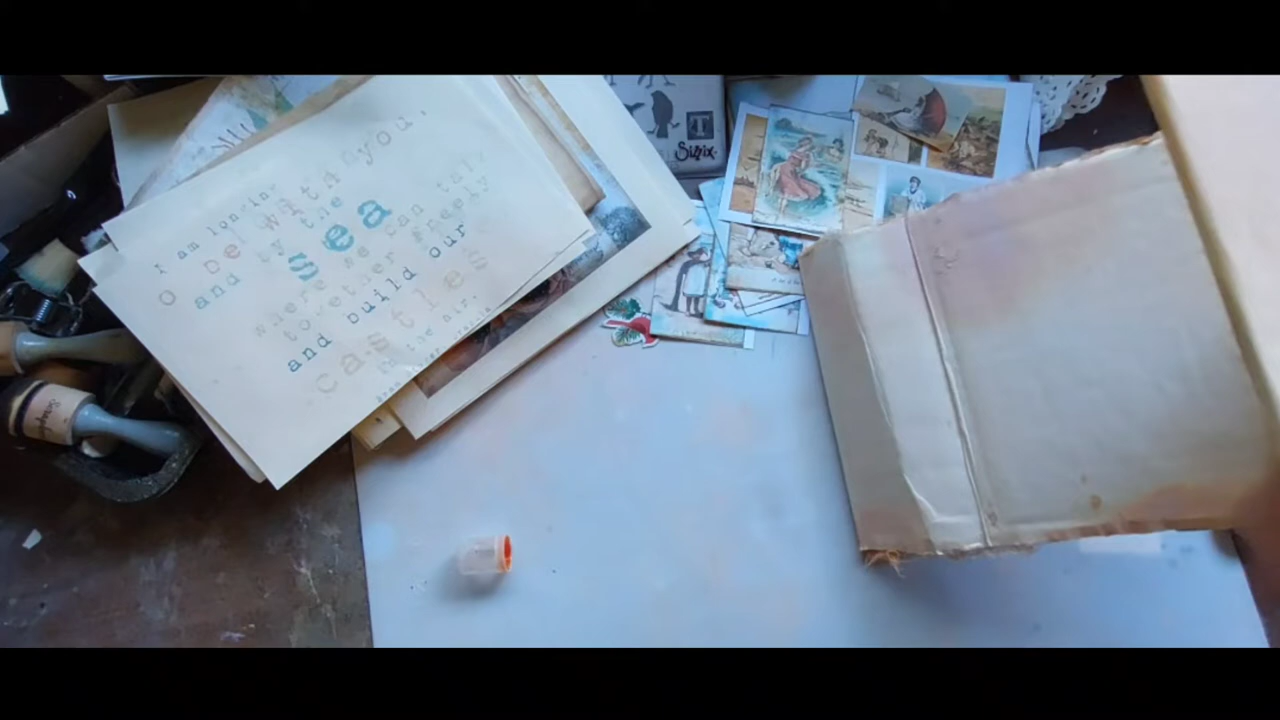 I am longing
O be with you,
and by the
sea
where we can talk
together freely
and build our
castles
in the air.
Sizzix
T